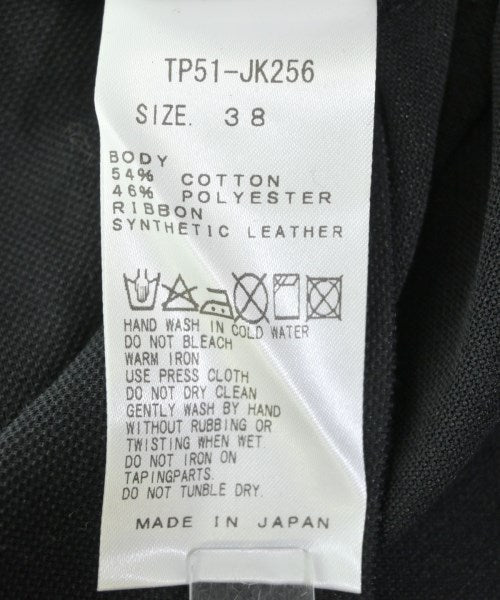 TP51-JK256
SIZE. 38
BODY
54% COTTON
46% POLYESTER
RIBBON
SYNTHETIC LEATHER
HAND WASH IN COLD WATER
DO NOT BLEACH
WARM IRON
USE PRESS CLOTH
DO NOT DRY CLEAN
GENTLY WASH BY HAND
WITHOUT RUBBING OR
TWISTING WHEN WET
DO NOT IRON ON
TAPINGPARTS.
DO NOT TUNBLE DRY.
MADE IN JAPAN